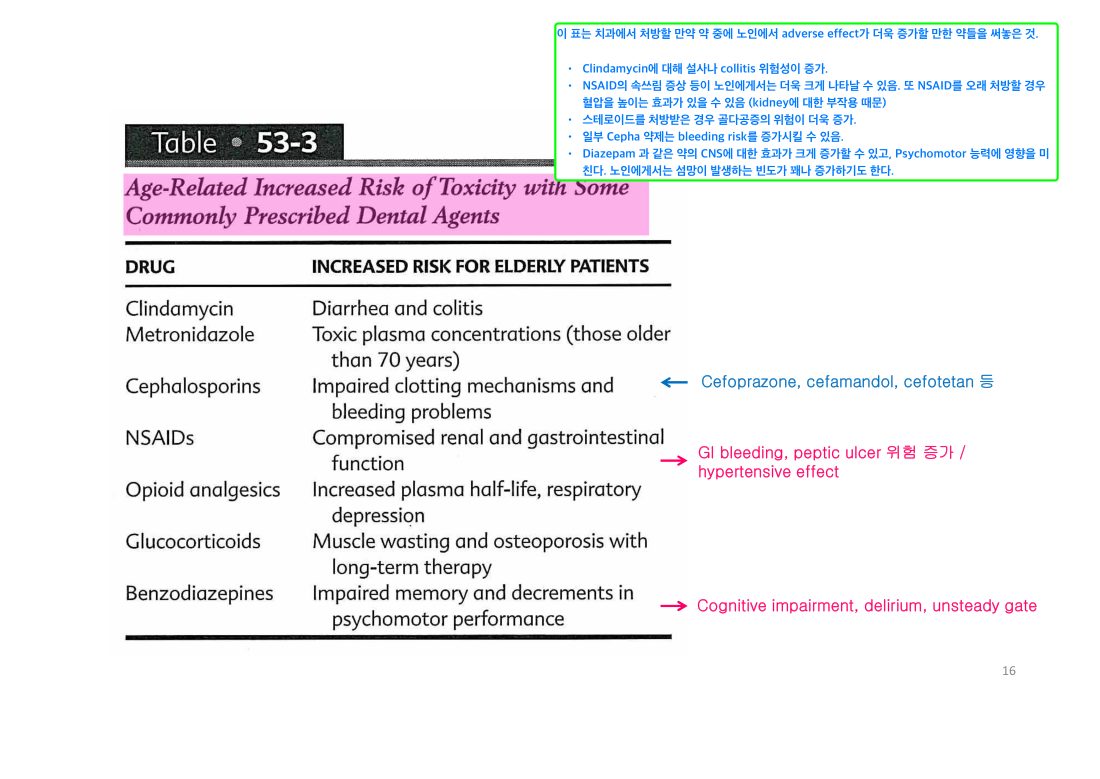 이 표는 치과에서 처방할 만약 약 중에 노인에서 adverse effect가 더욱 증가할 만한 약들을 써놓은 것.
• Clindamycin에 대해 설사나 collitis 위험성이 증가.
• NSAID의 속쓰림 증상 등이 노인에게서는 더욱 크게 나타날 수 있음. 또 NSAID를 오래 처방할 경우
혈압을 높이는 효과가 있을 수 있음 (kidney에 대한 부작용 때문)
• 스테로이드를 처방받은 경우 골다공증의 위험이 더욱 증가.
• 일부 Cepha 약제는 bleeding risk를 증가시킬 수 있음.
• Diazepam 과 같은 약의 CNS에 대한 효과가 크게 증가할 수 있고, Psychomotor 능력에 영향을 미
친다. 노인에게서는 섬망이 발생하는 빈도가 꽤나 증가하기도 한다.
Table • 53-3
Age-Related Increased Risk of Toxicity with Some
Commonly Prescribed Dental Agents
DRUG INCREASED RISK FOR ELDERLY PATIENTS
Clindamycin Diarrhea and colitis
Metronidazole Toxic plasma concentrations (those older
than 70 years)
Cephalosporins Impaired clotting mechanisms and
bleeding problems
← Cefoprazone, cefamandol, cefotetan 등
NSAIDs Compromised renal and gastrointestinal
function
→ GI bleeding, peptic ulcer 위험 증가 /
hypertensive effect
Opioid analgesics Increased plasma half-life, respiratory
depression
Glucocorticoids Muscle wasting and osteoporosis with
long-term therapy
Benzodiazepines Impaired memory and decrements in
psychomotor performance
→ Cognitive impairment, delirium, unsteady gate
16